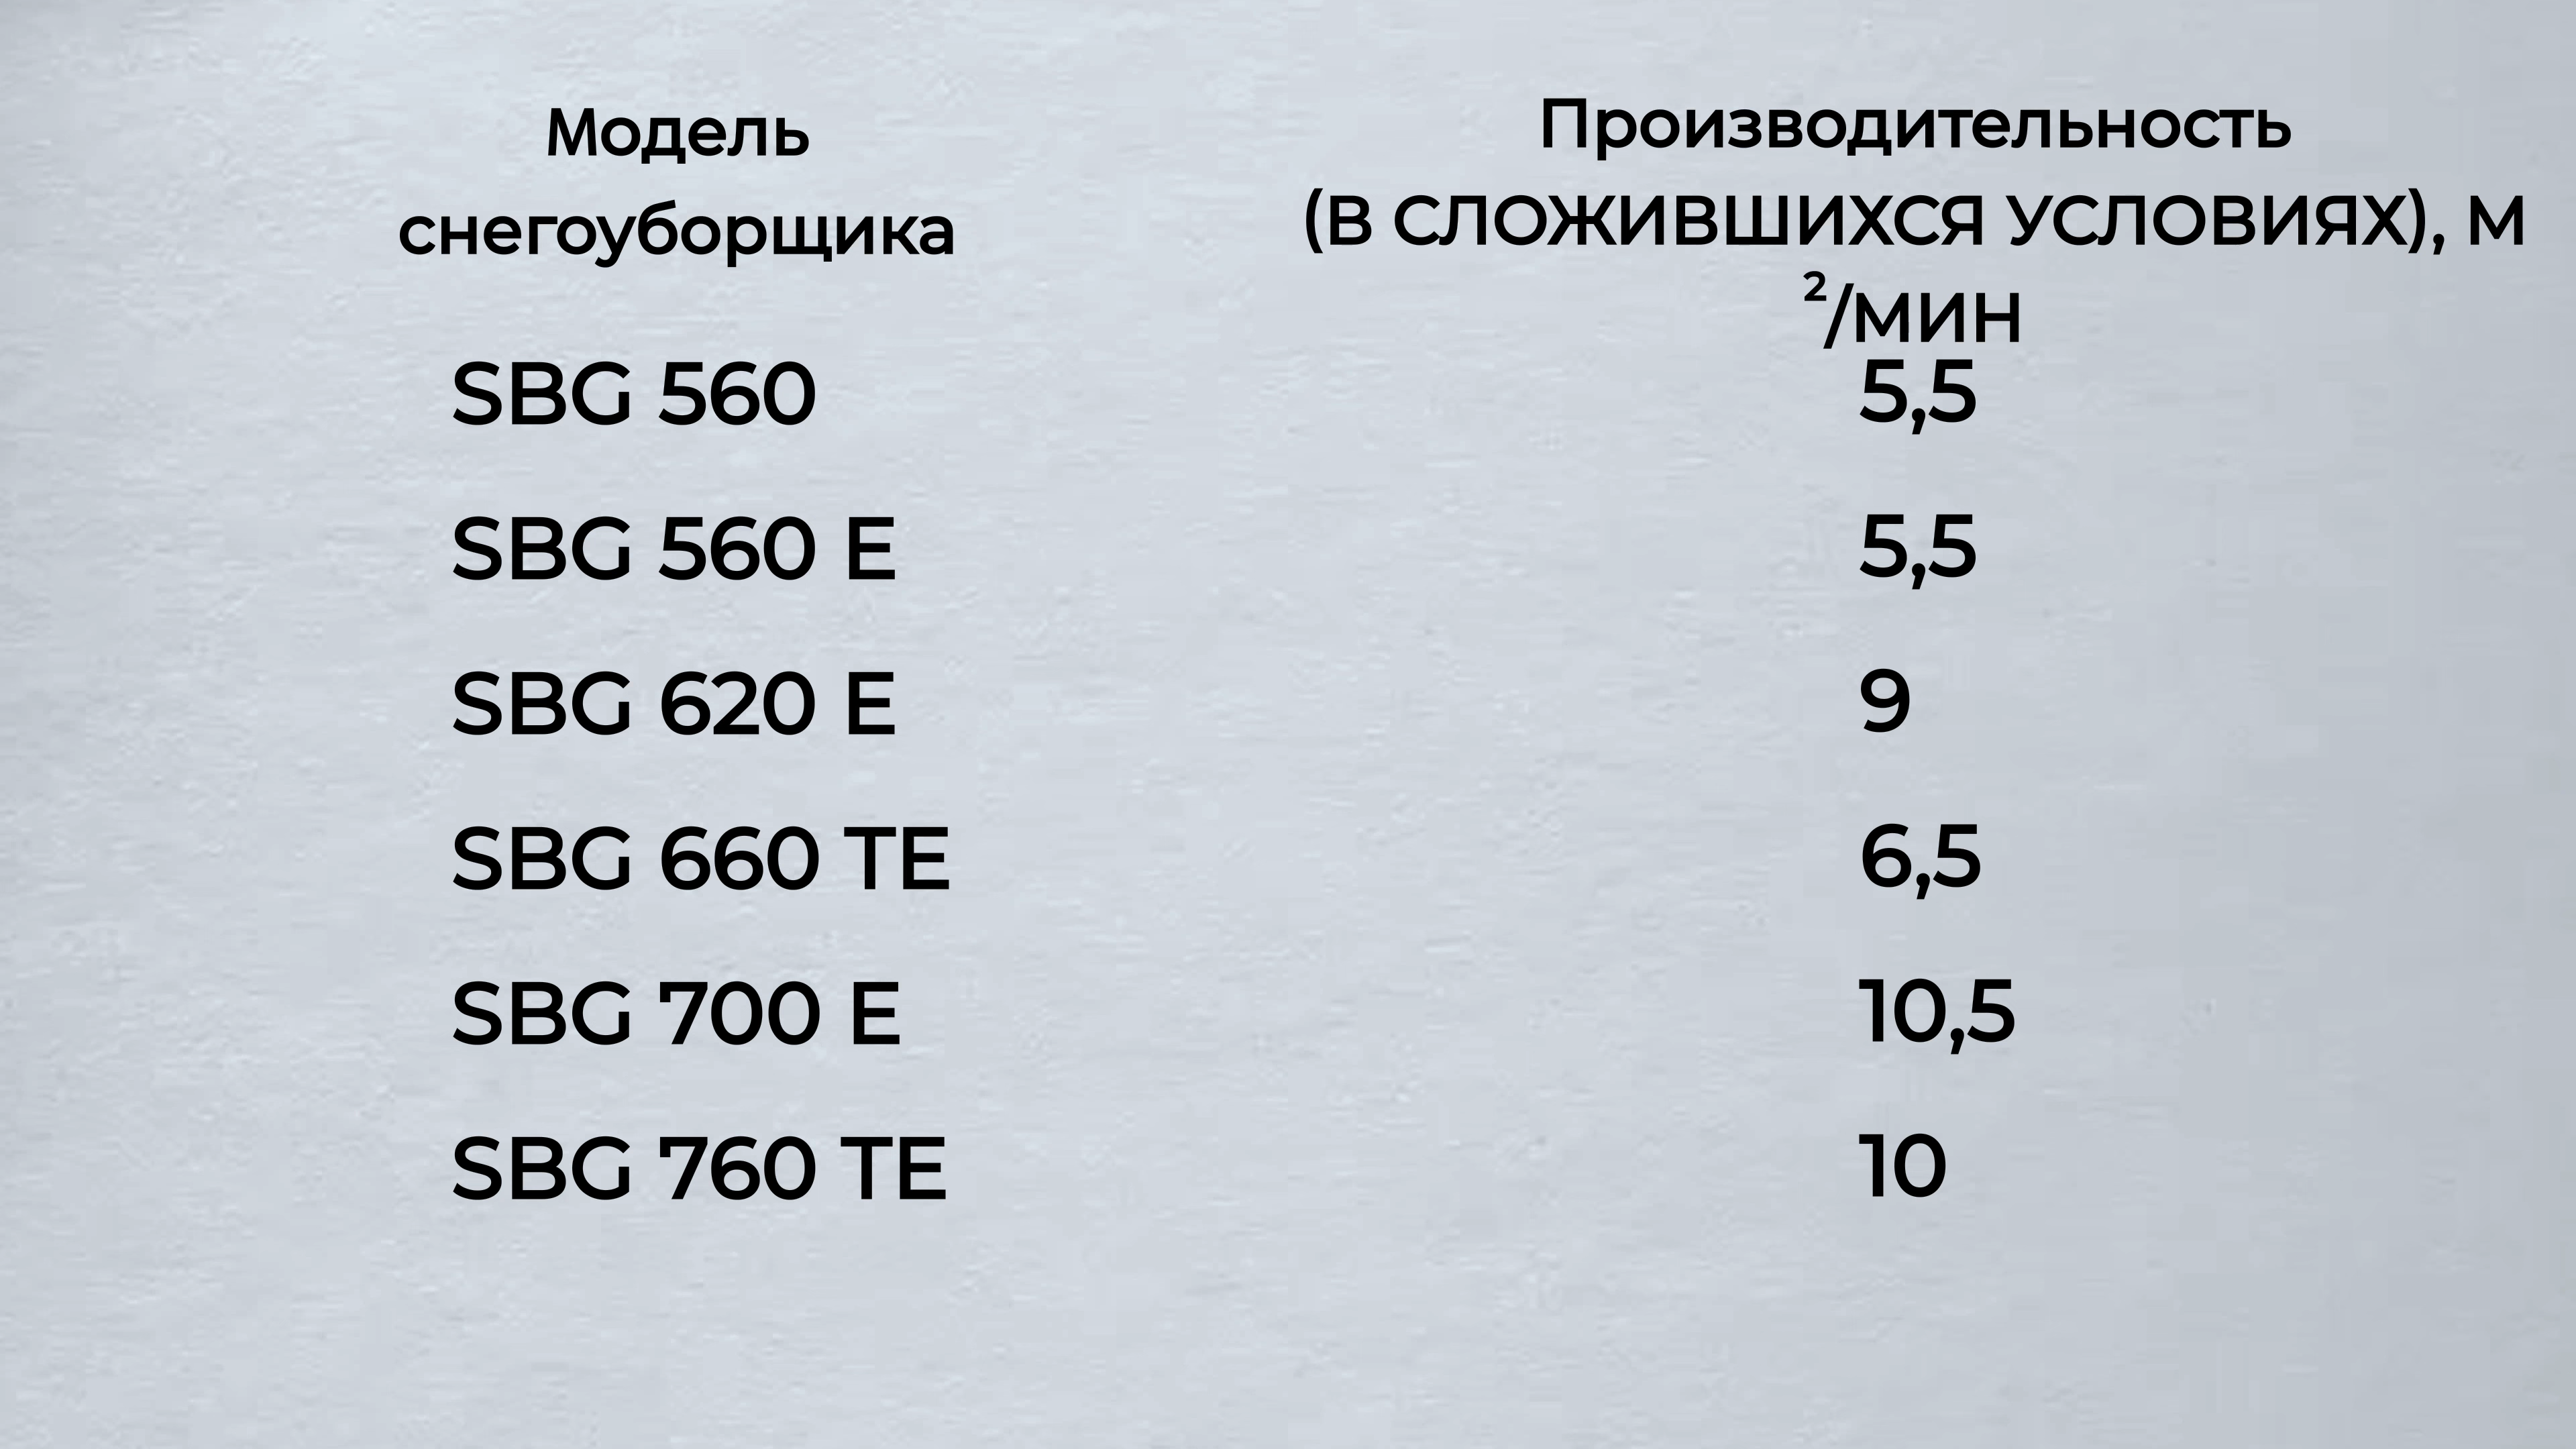 Модель
снегоуборщика
Производительность
(В СЛОЖИВШИХСЯ УСЛОВИЯХ), М
²/МИН
SBG 560 5,5
SBG 560 E 5,5
SBG 620 E 9
SBG 660 TE 6,5
SBG 700 E 10,5
SBG 760 TE 10